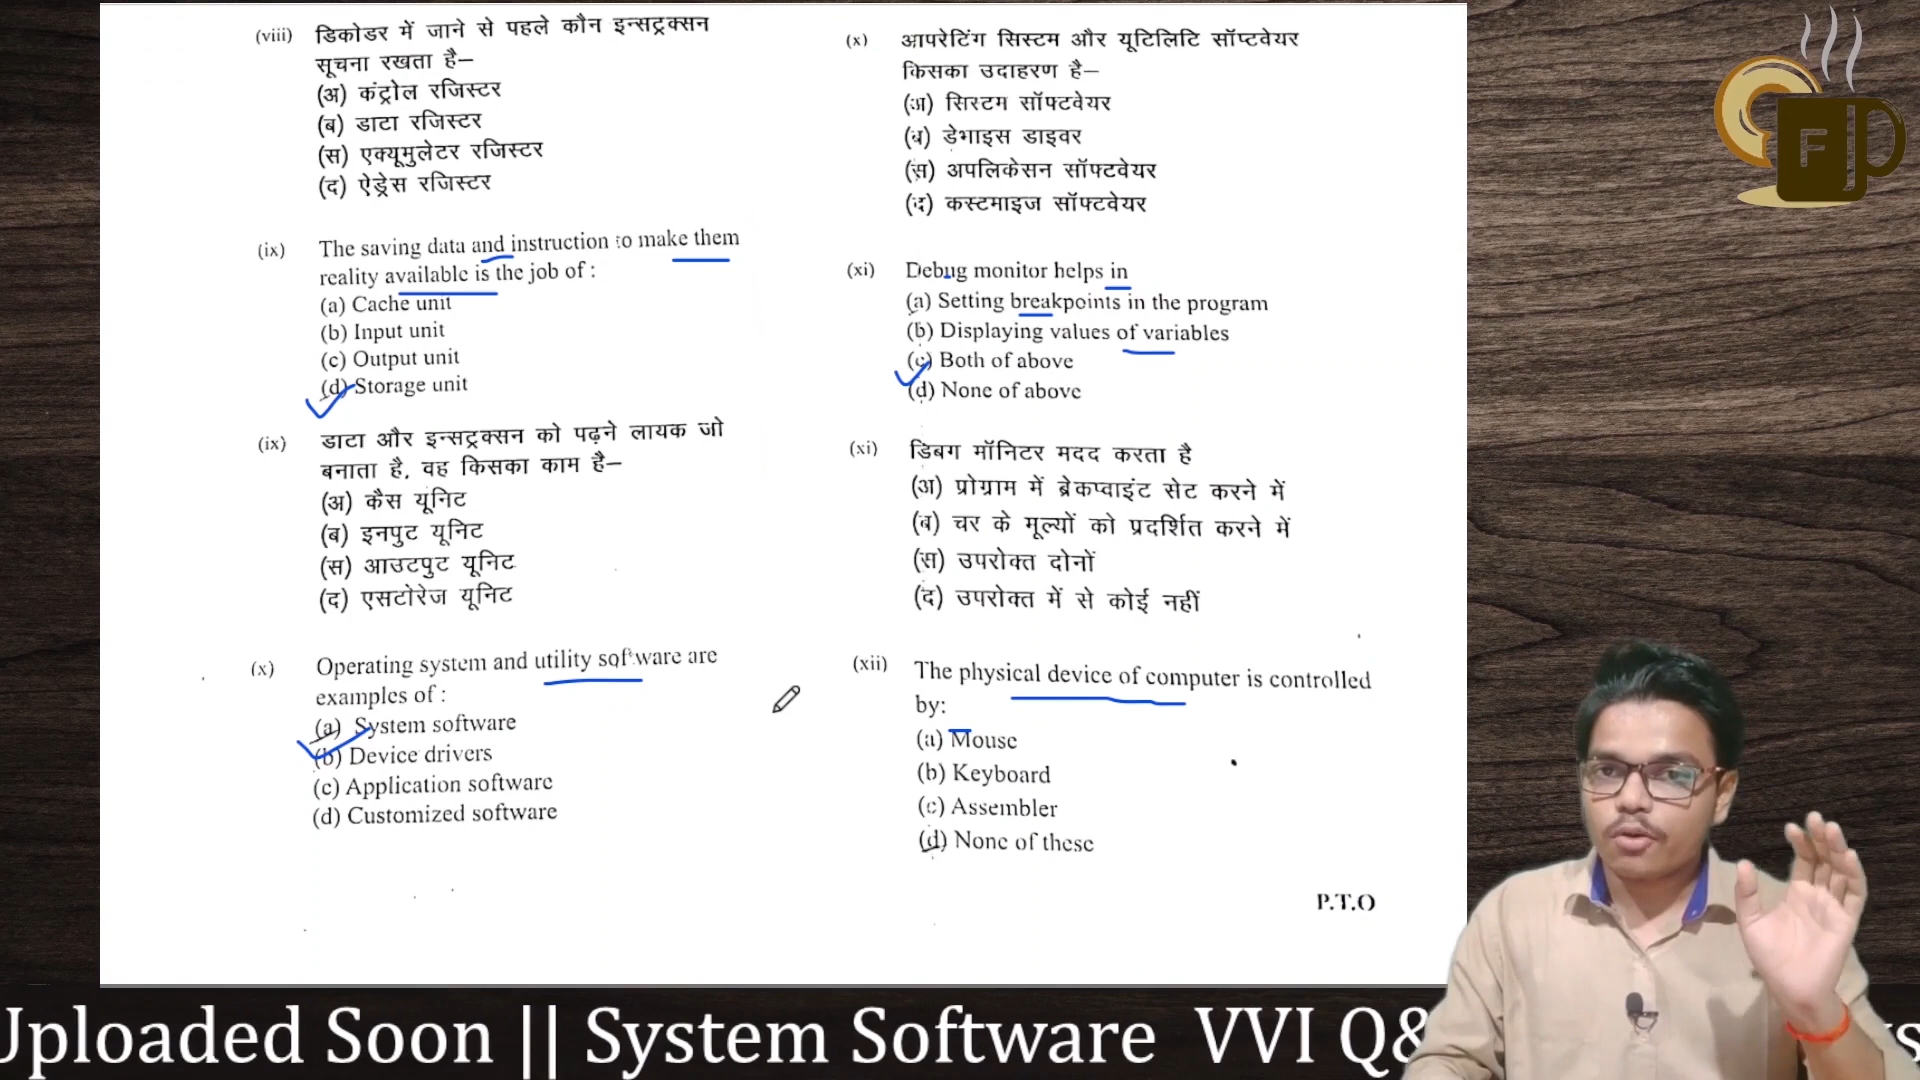 (viii) डिकोडर में जाने से पहले कौन इन्सट्रक्सन
सूचना रखता है–
(अ) कंट्रोल रजिस्टर
(ब) डाटा रजिस्टर
(स) एक्यूमुलेटर रजिस्टर
(द) ऐड्रेस रजिस्टर
(ix) The saving data and instruction to make them
reality available is the job of :
(a) Cache unit
(b) Input unit
(c) Output unit
(d) Storage unit
(ix) डाटा और इन्सट्रक्सन को पढ़ने लायक जो
बनाता है, वह किसका काम है–
(अ) कैस यूनिट
(ब) इनपुट यूनिट
(स) आउटपुट यूनिट
(द) एसटोरेज यूनिट
(x) Operating system and utility software are
examples of :
(a) System software
(b) Device drivers
(c) Application software
(d) Customized software
(x) आपरेटिंग सिस्टम और यूटिलिटि सॉप्टवेयर
किसका उदाहरण है–
(अ) सिस्टम सॉफ्टवेयर
(ब) डेभाइस डाइवर
(स) अपलिकेसन सॉफ्टवेयर
(द) कस्टमाइज सॉफ्टवेयर
(xi) Debug monitor helps in
(a) Setting breakpoints in the program
(b) Displaying values of variables
(c) Both of above
(d) None of above
(xi) डिबग मॉनिटर मदद करता है
(अ) प्रोग्राम में ब्रेकप्वाइंट सेट करने में
(ब) चर के मूल्यों को प्रदर्शित करने में
(स) उपरोक्त दोनों
(द) उपरोक्त में से कोई नहीं
(xii) The physical device of computer is controlled
by:
(a) Mouse
(b) Keyboard
(c) Assembler
(d) None of these
P.T.O
F
Uploaded Soon || System Software VVI Q&